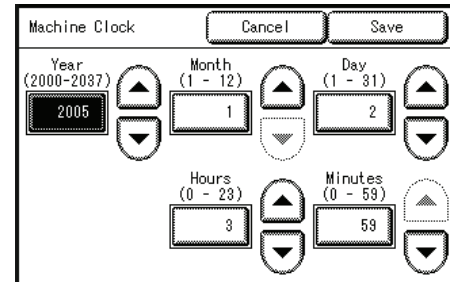 Machine Clock Cancel Save
Year Month Day
(2000-2037) (1 - 12) (1 - 31)
2005 1 2
Hours Minutes
(0 - 23) (0 - 59)
3 59